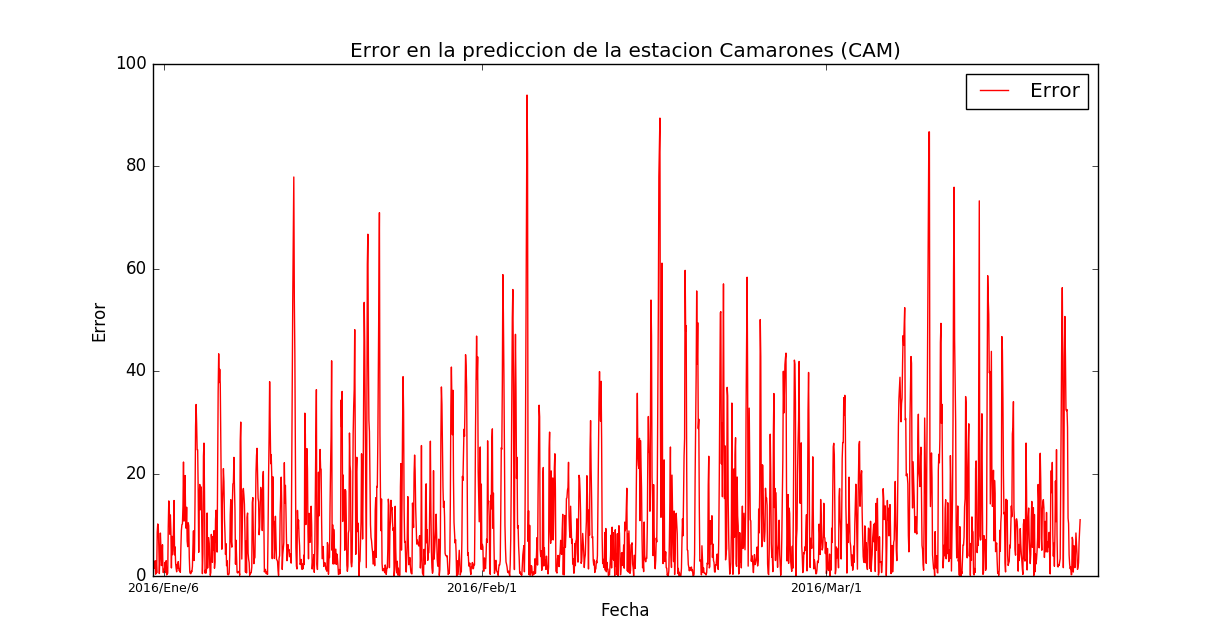 Error en la prediccion de la estacion Camarones (CAM)
100
80
60
40
20
0
Error
Error
2016/Ene/6
2016/Feb/1
2016/Mar/1
Fecha